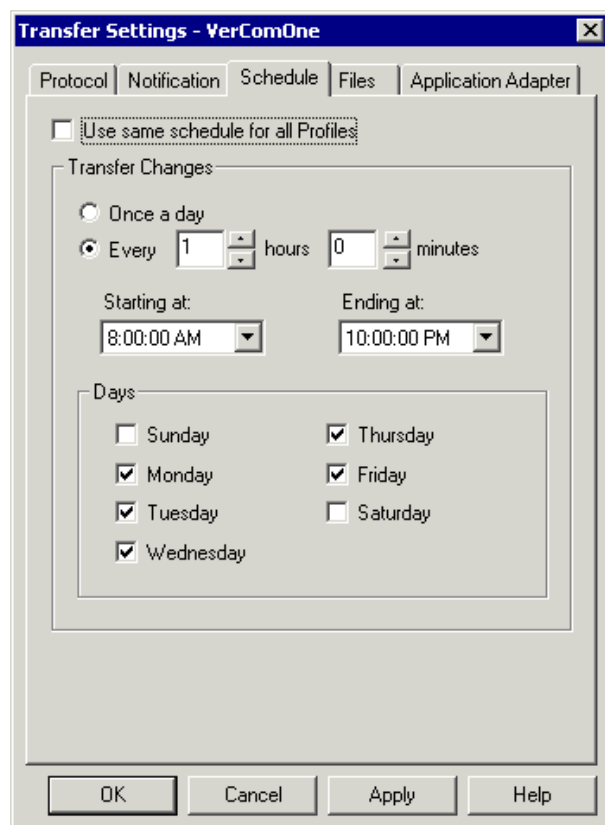 Transfer Settings - VerComOne
Protocol Notification Schedule Files Application Adapter
Use same schedule for all Profiles
Transfer Changes
Once a day
Every 1 hours 0 minutes
Starting at: Ending at:
8:00:00 AM 10:00:00 PM
Days
Sunday Thursday
Monday Friday
Tuesday Saturday
Wednesday
OK Cancel Apply Help